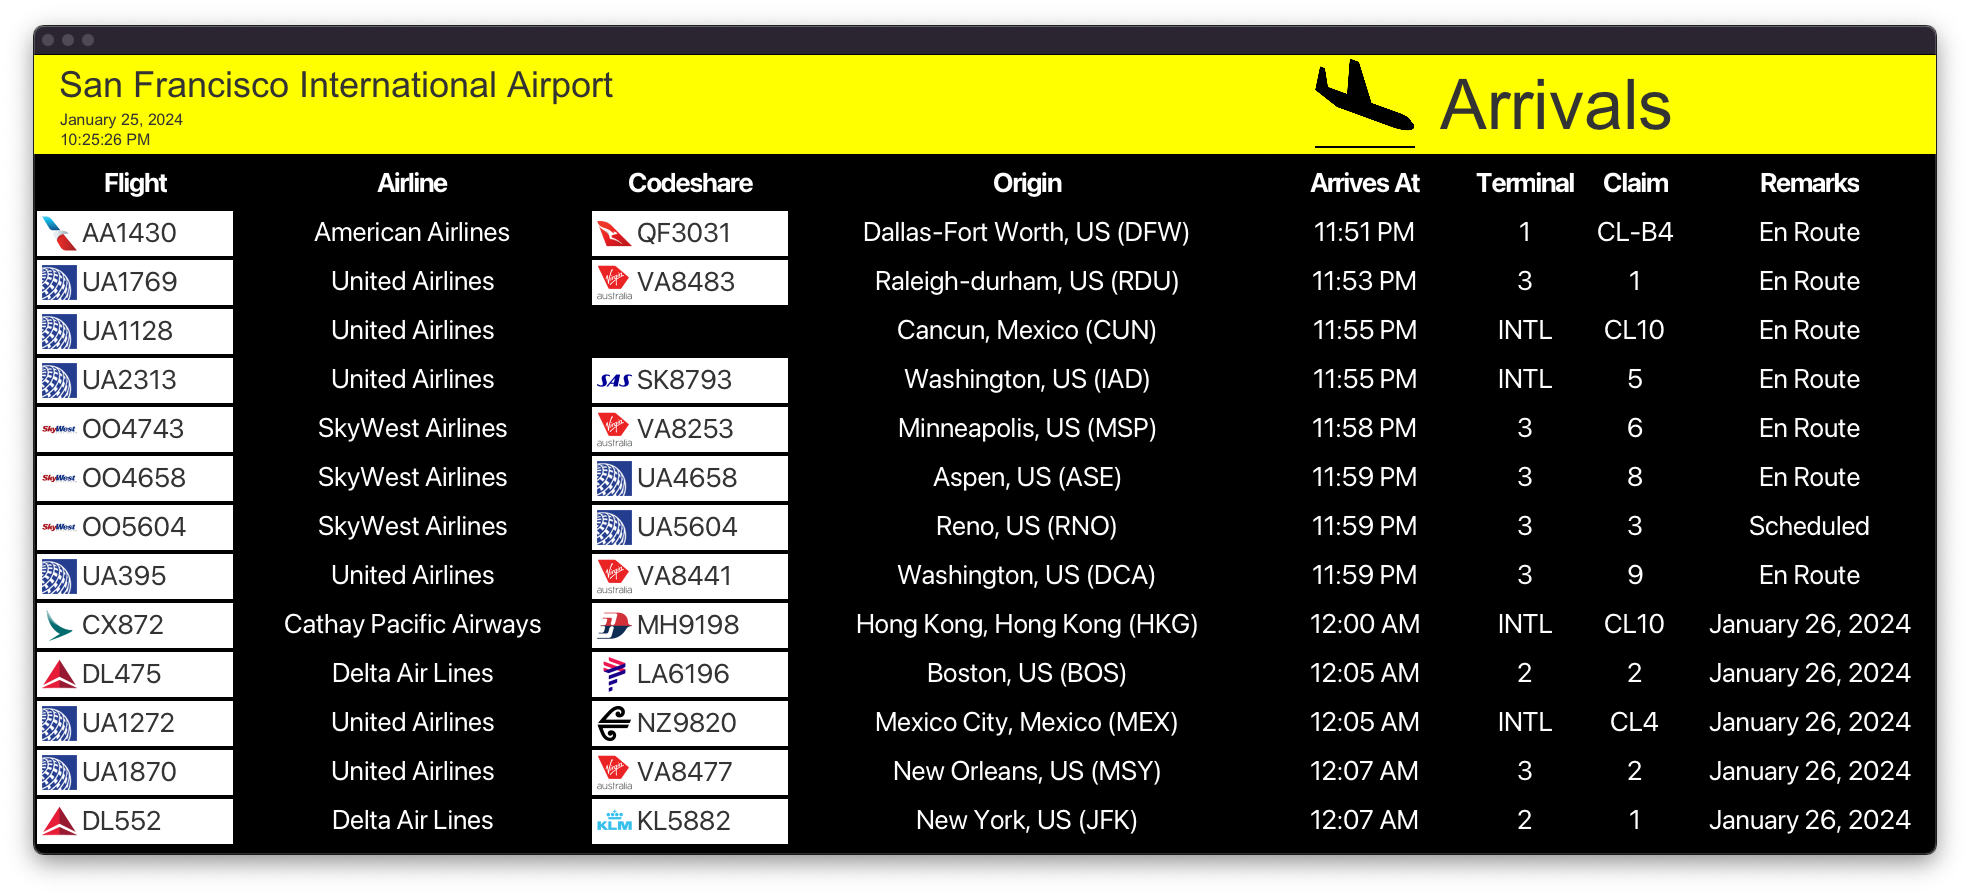 San Francisco International Airport
January 25, 2024
10:25:26 PM
Arrivals
Flight Airline Codeshare Origin Arrives At Terminal Claim Remarks
AA1430 American Airlines QF3031 Dallas-Fort Worth, US (DFW) 11:51 PM 1 CL-B4 En Route
UA1769 United Airlines Virgin australia VA8483 Raleigh-durham, US (RDU) 11:53 PM 3 1 En Route
UA1128 United Airlines Cancun, Mexico (CUN) 11:55 PM INTL CL10 En Route
UA2313 United Airlines SAS SK8793 Washington, US (IAD) 11:55 PM INTL 5 En Route
SkyWest OO4743 SkyWest Airlines Virgin australia VA8253 Minneapolis, US (MSP) 11:58 PM 3 6 En Route
SkyWest OO4658 SkyWest Airlines UA4658 Aspen, US (ASE) 11:59 PM 3 8 En Route
SkyWest OO5604 SkyWest Airlines UA5604 Reno, US (RNO) 11:59 PM 3 3 Scheduled
UA395 United Airlines Virgin australia VA8441 Washington, US (DCA) 11:59 PM 3 9 En Route
CX872 Cathay Pacific Airways MH9198 Hong Kong, Hong Kong (HKG) 12:00 AM INTL CL10 January 26, 2024
DL475 Delta Air Lines LA6196 Boston, US (BOS) 12:05 AM 2 2 January 26, 2024
UA1272 United Airlines NZ9820 Mexico City, Mexico (MEX) 12:05 AM INTL CL4 January 26, 2024
UA1870 United Airlines Virgin australia VA8477 New Orleans, US (MSY) 12:07 AM 3 2 January 26, 2024
DL552 Delta Air Lines KLM KL5882 New York, US (JFK) 12:07 AM 2 1 January 26, 2024